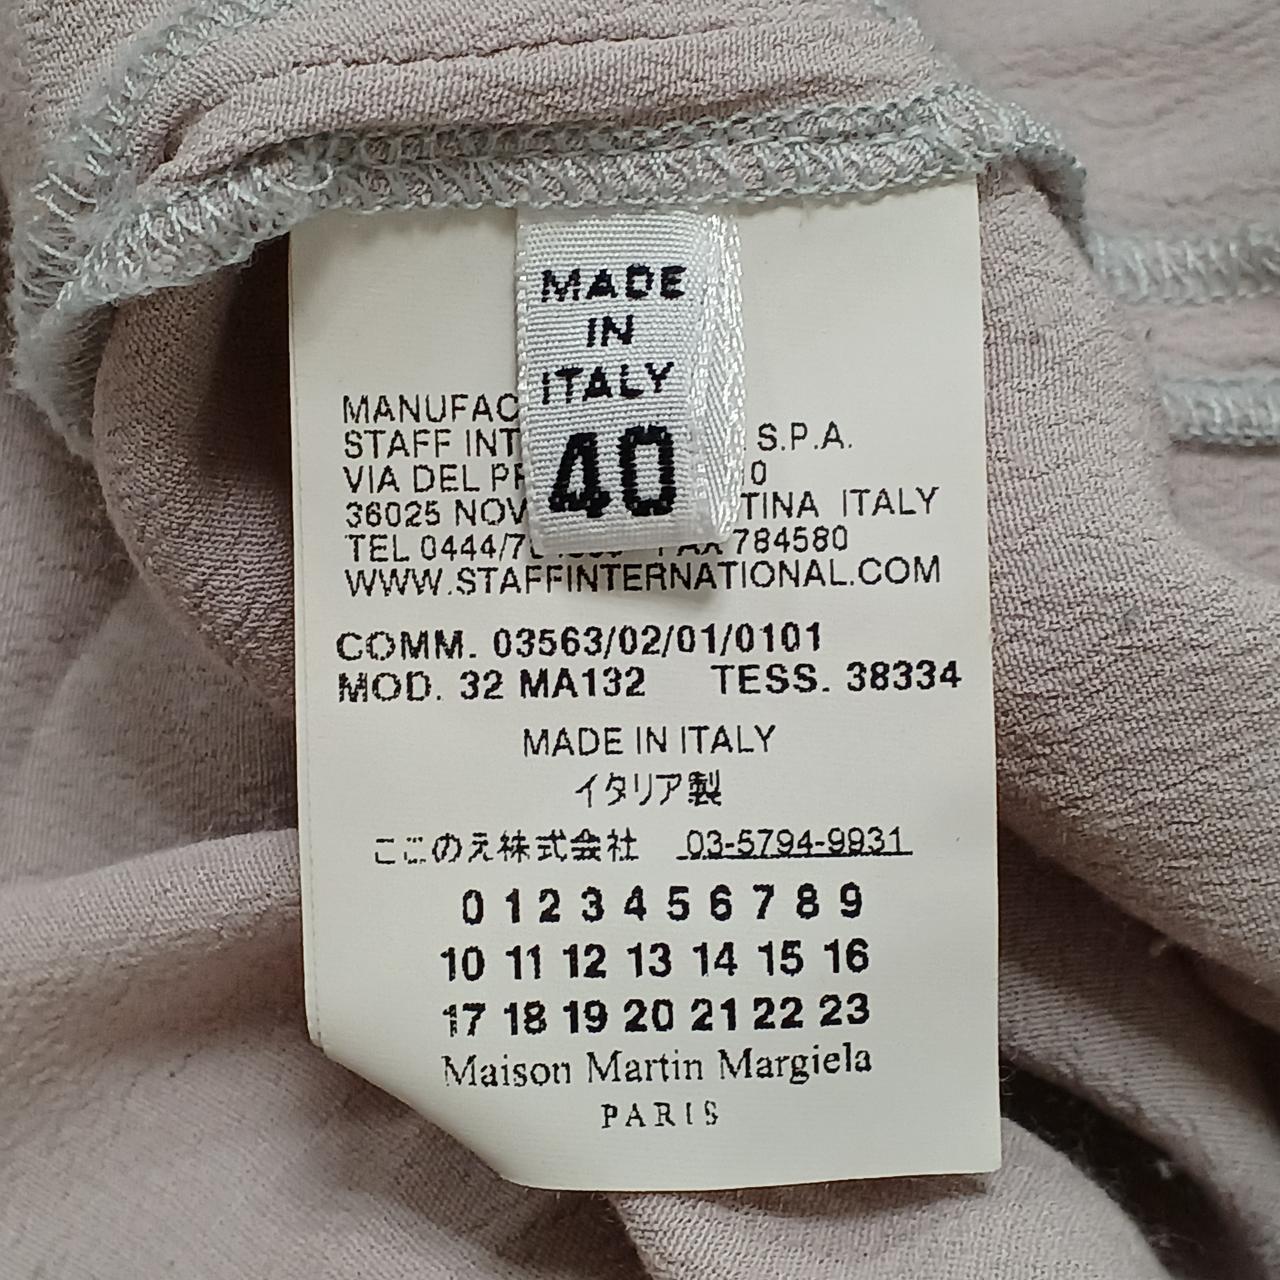 MADE
IN
ITALY
40
MANUFAC
STAFF INT S.P.A.
VIA DEL PR 10
36025 NOV TINA ITALY
TEL 0444/7 FAX 784580
WWW.STAFFINTERNATIONAL.COM
COMM. 03563/02/01/0101
MOD. 32 MA132 TESS. 38334
MADE IN ITALY
イタリア製
ここのえ株式会社 03-5794-9931
0 1 2 3 4 5 6 7 8 9
10 11 12 13 14 15 16
17 18 19 20 21 22 23
Maison Martin Margiela
PARIS